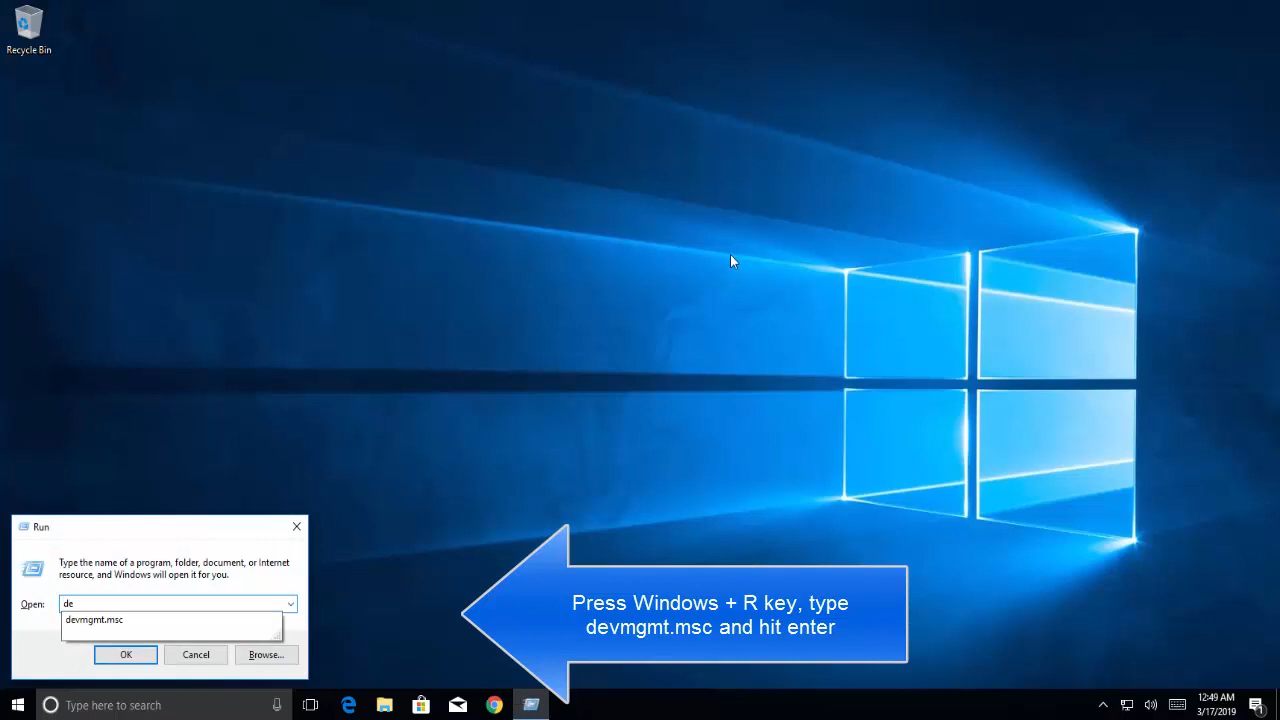 Recycle Bin
Run
Type the name of a program, folder, document, or Internet
resource, and Windows will open it for you.
Open: de
devmgmt.msc
OK Cancel Browse...
Press Windows + R key, type
devmgmt.msc and hit enter
Type here to search
12:49 AM
3/17/2019
1